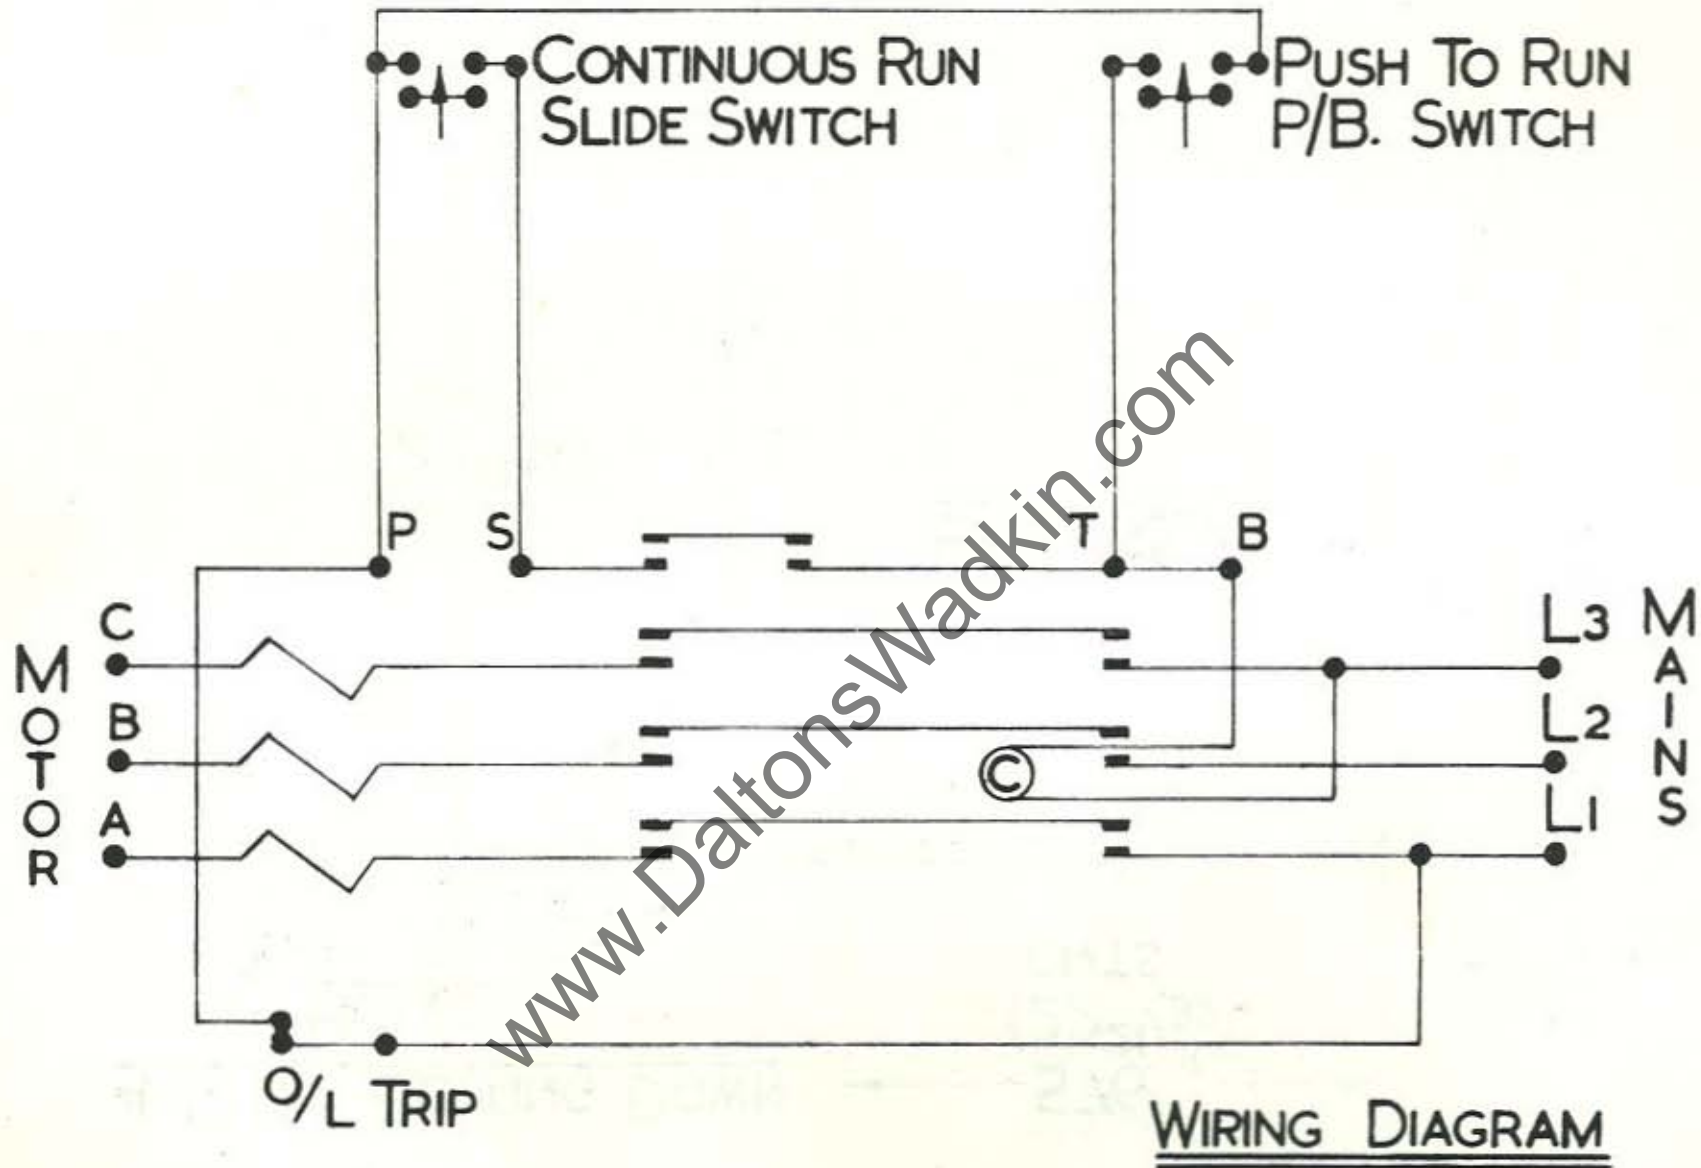 CONTINUOUS RUN
SLIDE SWITCH
PUSH TO RUN
P/B. SWITCH
P
S
T
B
C
B
A
MOTOR
C
L3
L2
L1
MAINS
O/L TRIP
WIRING DIAGRAM
www.DaltonsWadkin.com